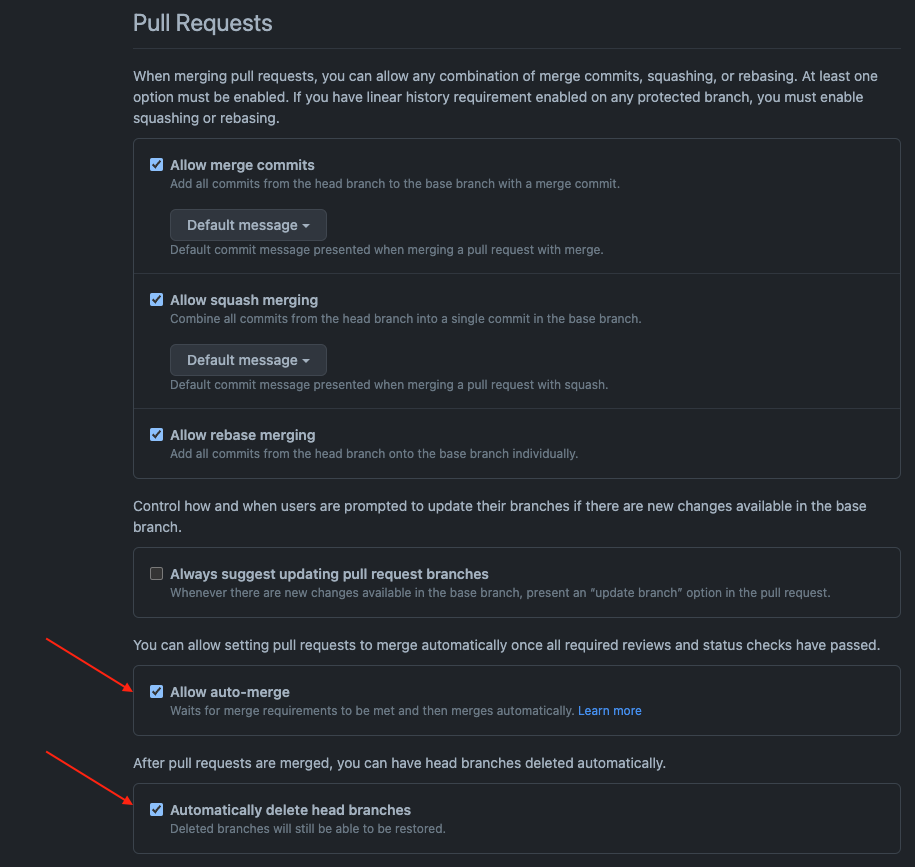 Pull Requests
When merging pull requests, you can allow any combination of merge commits, squashing, or rebasing. At least one
option must be enabled. If you have linear history requirement enabled on any protected branch, you must enable
squashing or rebasing.
Allow merge commits
Add all commits from the head branch to the base branch with a merge commit.
Default message
Default commit message presented when merging a pull request with merge.
Allow squash merging
Combine all commits from the head branch into a single commit in the base branch.
Default message
Default commit message presented when merging a pull request with squash.
Allow rebase merging
Add all commits from the head branch onto the base branch individually.
Control how and when users are prompted to update their branches if there are new changes available in the base
branch.
Always suggest updating pull request branches
Whenever there are new changes available in the base branch, present an “update branch” option in the pull request.
You can allow setting pull requests to merge automatically once all required reviews and status checks have passed.
Allow auto-merge
Waits for merge requirements to be met and then merges automatically. Learn more
After pull requests are merged, you can have head branches deleted automatically.
Automatically delete head branches
Deleted branches will still be able to be restored.